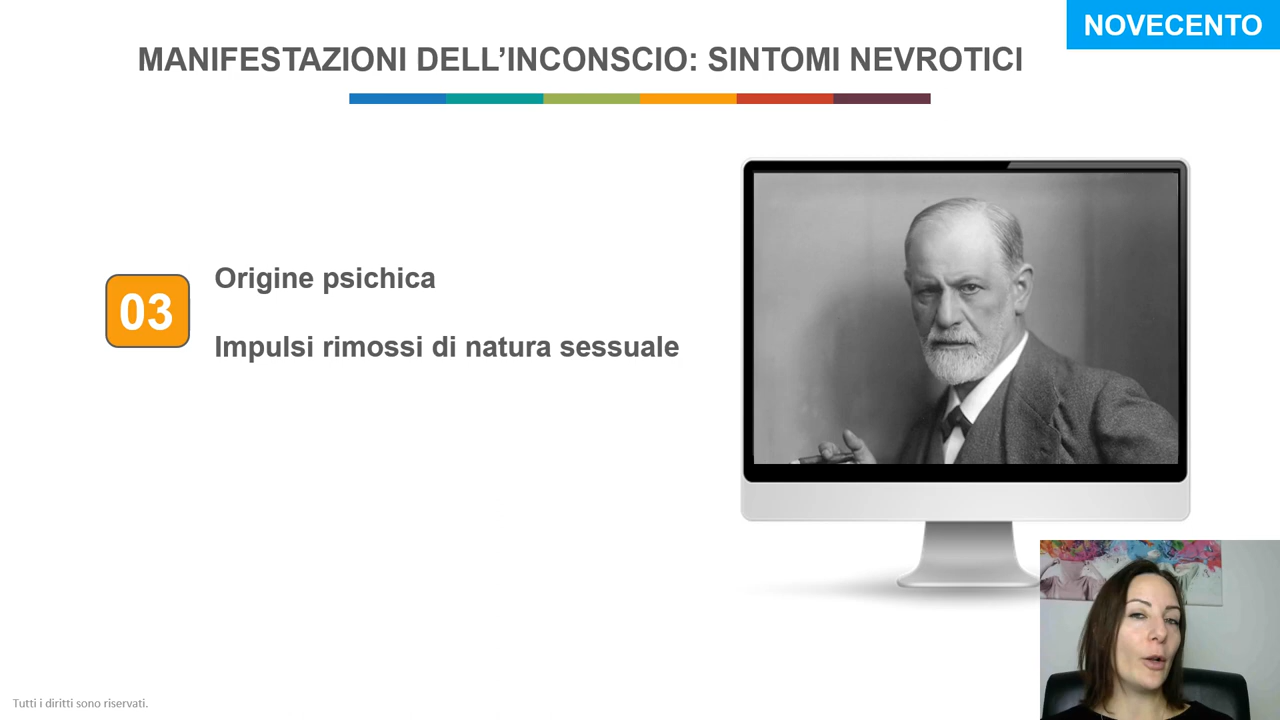 NOVECENTO
MANIFESTAZIONI DELL’INCONSCIO: SINTOMI NEVROTICI
03
Origine psichica
Impulsi rimossi di natura sessuale
Tutti i diritti sono riservati.